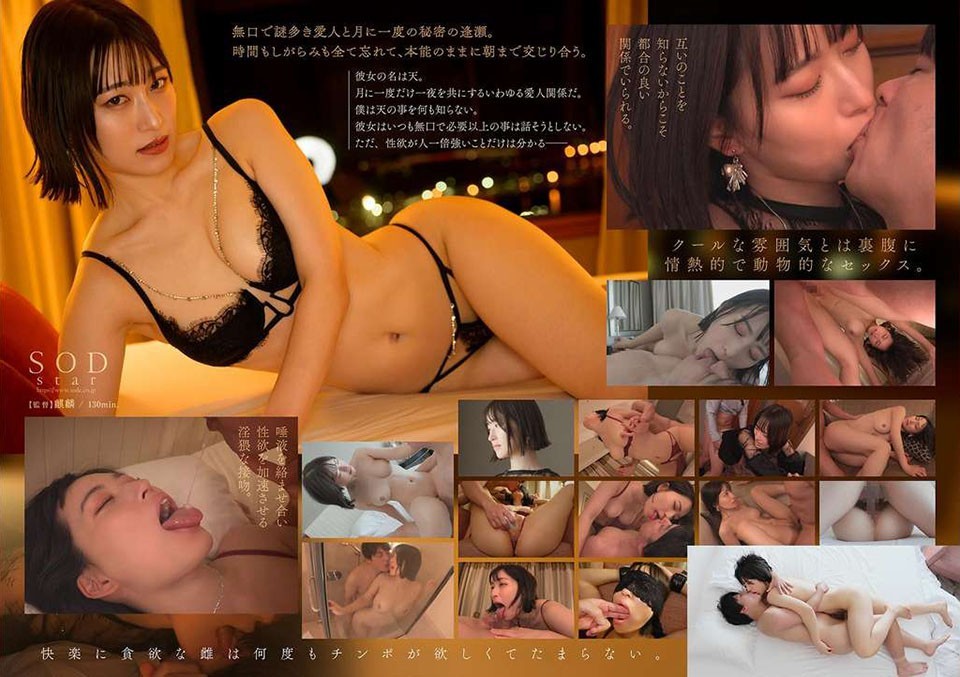 無口で謎多き愛人と月に一度の秘密の逢瀬。
時間もしがらみも全て忘れて、本能のままに朝まで交じり合う。
彼女の名は天。
月に一度だけ一夜を共にするいわゆる愛人関係だ。
僕は天の事を何も知らない。
彼女はいつも無口で必要以上の事は話そうとしない。
ただ、性欲が人一倍強いことだけは分かる――
互いのことを
知らないからこそ
都合の良い
関係でいられる。
クールな雰囲気とは裏腹に
情熱的で動物的なセックス。
SOD
star
【監督】麒麟 / 130min.
唾液を絡ませ合い
性欲を加速させる
淫猥な接吻。
快楽に貪欲な雌は何度もチンポが欲しくてたまらない。